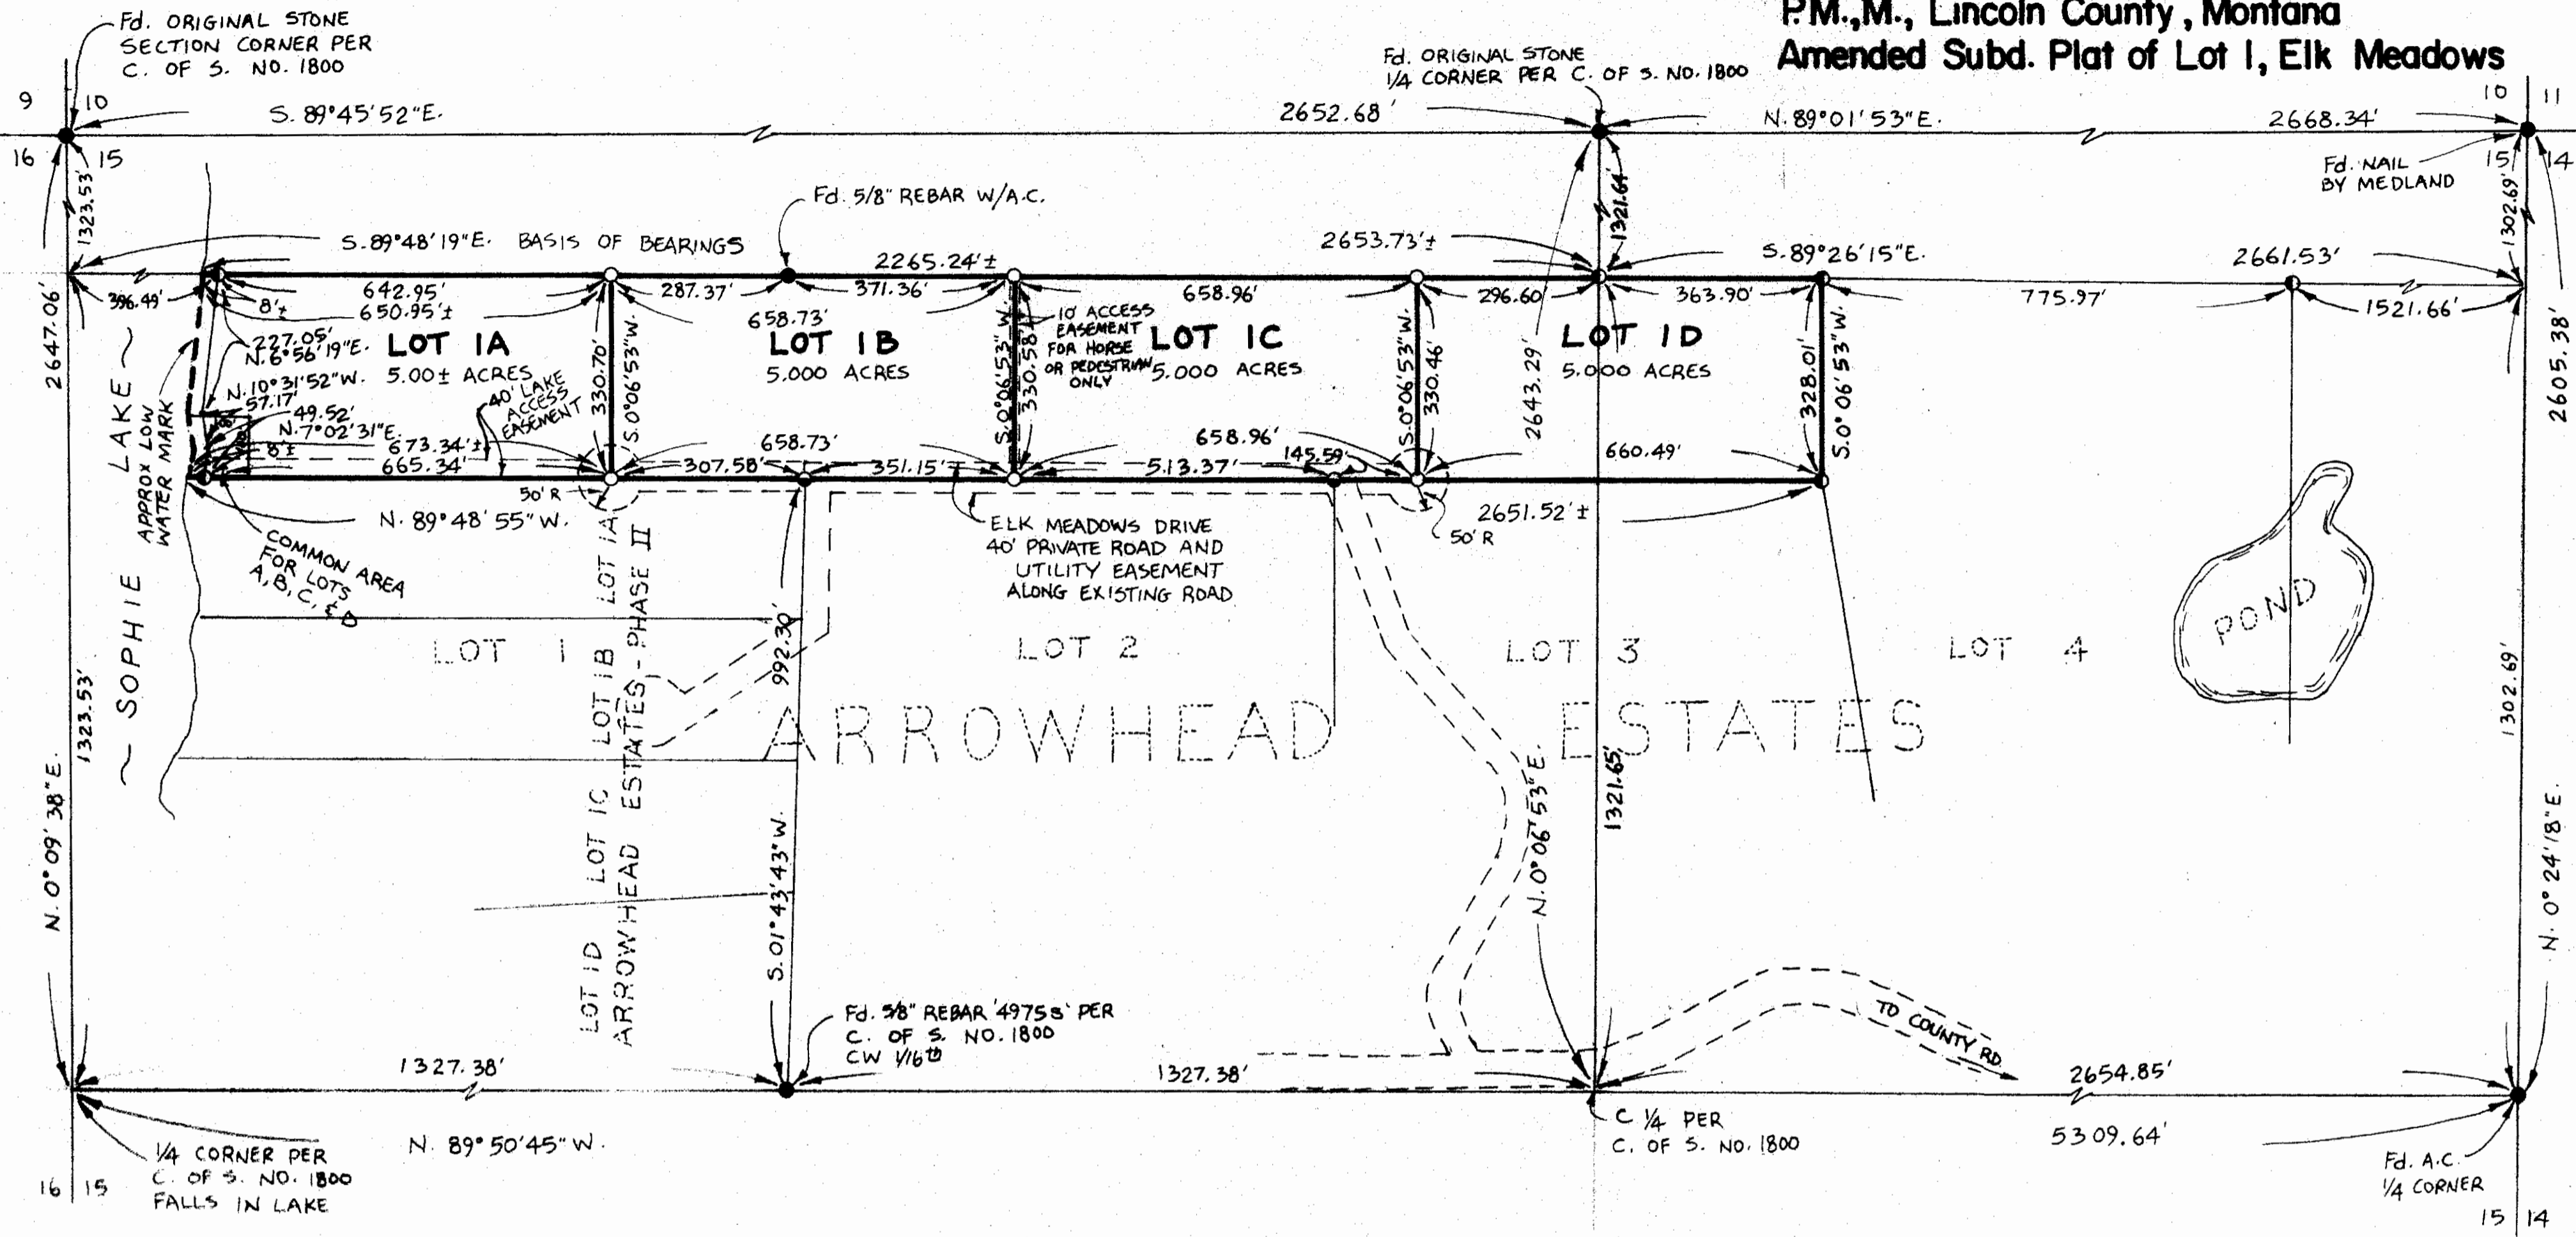 P.M.,M., Lincoln County, Montana
Amended Subd. Plat of Lot 1, Elk Meadows
Fd. ORIGINAL STONE
SECTION CORNER PER
C. OF S. NO. 1800
Fd. ORIGINAL STONE
1/4 CORNER PER C. OF S. NO. 1800
9 10
16 15
S. 89°45'52"E.
2652.68'
N. 89°01'53"E.
2668.34'
10 11
15 14
Fd. NAIL
BY MEDLAND
1323.53'
Fd. 5/8" REBAR W/A.C.
1321.64'
1302.69'
S. 89°48'19"E. BASIS OF BEARINGS
2265.24'±
2653.73'±
S. 89°26'15"E.
2661.53'
396.49'
8'±
642.95'
650.95'±
287.37'
371.36'
658.73'
658.96'
296.60
363.90'
775.97'
1521.66'
2647.06'
227.05'
N. 6°56'19"E.
LOT 1A
5.00± ACRES
N. 10°31'52"W.
57.17'
49.52'
N. 7°02'31"E.
8'±
673.34'±
665.34'
40' LAKE
ACCESS
EASEMENT
330.70'
S. 0°06'53"W.
LOT 1B
5.000 ACRES
S. 0°06'53"W.
330.58'
10' ACCESS
EASEMENT
FOR HORSE
OR PEDESTRIAN
ONLY
LOT 1C
5.000 ACRES
S. 0°06'53"W.
330.46'
2643.29'
LOT 1D
5.000 ACRES
328.01'
S. 0°06'53"W.
2605.38'
658.73'
307.58'
351.15'
658.96'
513.37'
145.59'
660.49'
50' R
N. 89°48'55"W.
2651.52'±
50' R
~ SOPHIE LAKE ~
APPROX LOW
WATER MARK
COMMON AREA
FOR LOTS
A, B, C, & D
ELK MEADOWS DRIVE
40' PRIVATE ROAD AND
UTILITY EASEMENT
ALONG EXISTING ROAD
LOT 1
LOT 2
LOT 3
LOT 4
POND
ARROWHEAD ESTATES
LOT 1D LOT 1C LOT 1B LOT 1A
ARROWHEAD ESTATES - PHASE II
992.30'
S. 01°43'43"W.
1323.53'
N. 0°09'38"E.
N. 0°06'53"E.
1321.65'
1302.69'
N. 0°24'18"E.
Fd. 5/8" REBAR '4975s' PER
C. OF S. NO. 1800
CW 1/16th
TO COUNTY RD
1327.38'
1327.38'
2654.85'
N. 89°50'45"W.
5309.64'
1/4 CORNER PER
C. OF S. NO. 1800
FALLS IN LAKE
C 1/4 PER
C. OF S. NO. 1800
Fd. A.C.
1/4 CORNER
16 15
15 14